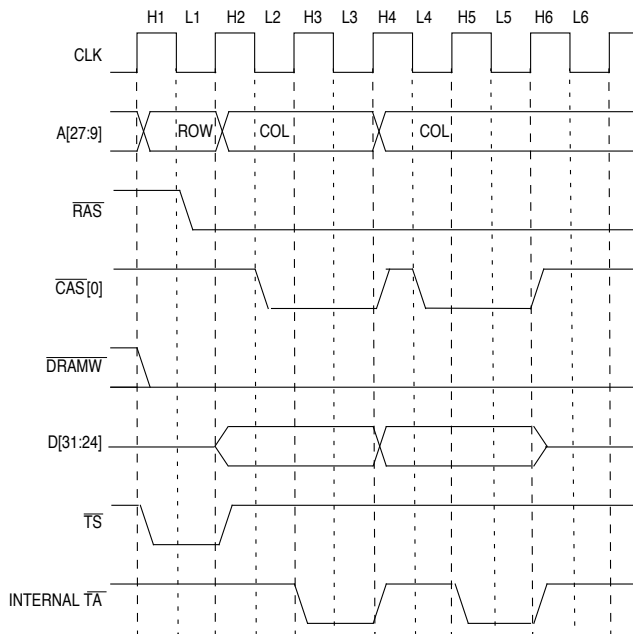 H1 L1 H2 L2 H3 L3 H4 L4 H5 L5 H6 L6
CLK
A[27:9] ROW COL COL
RAS
CAS[0]
DRAMW
D[31:24]
TS
INTERNAL TA